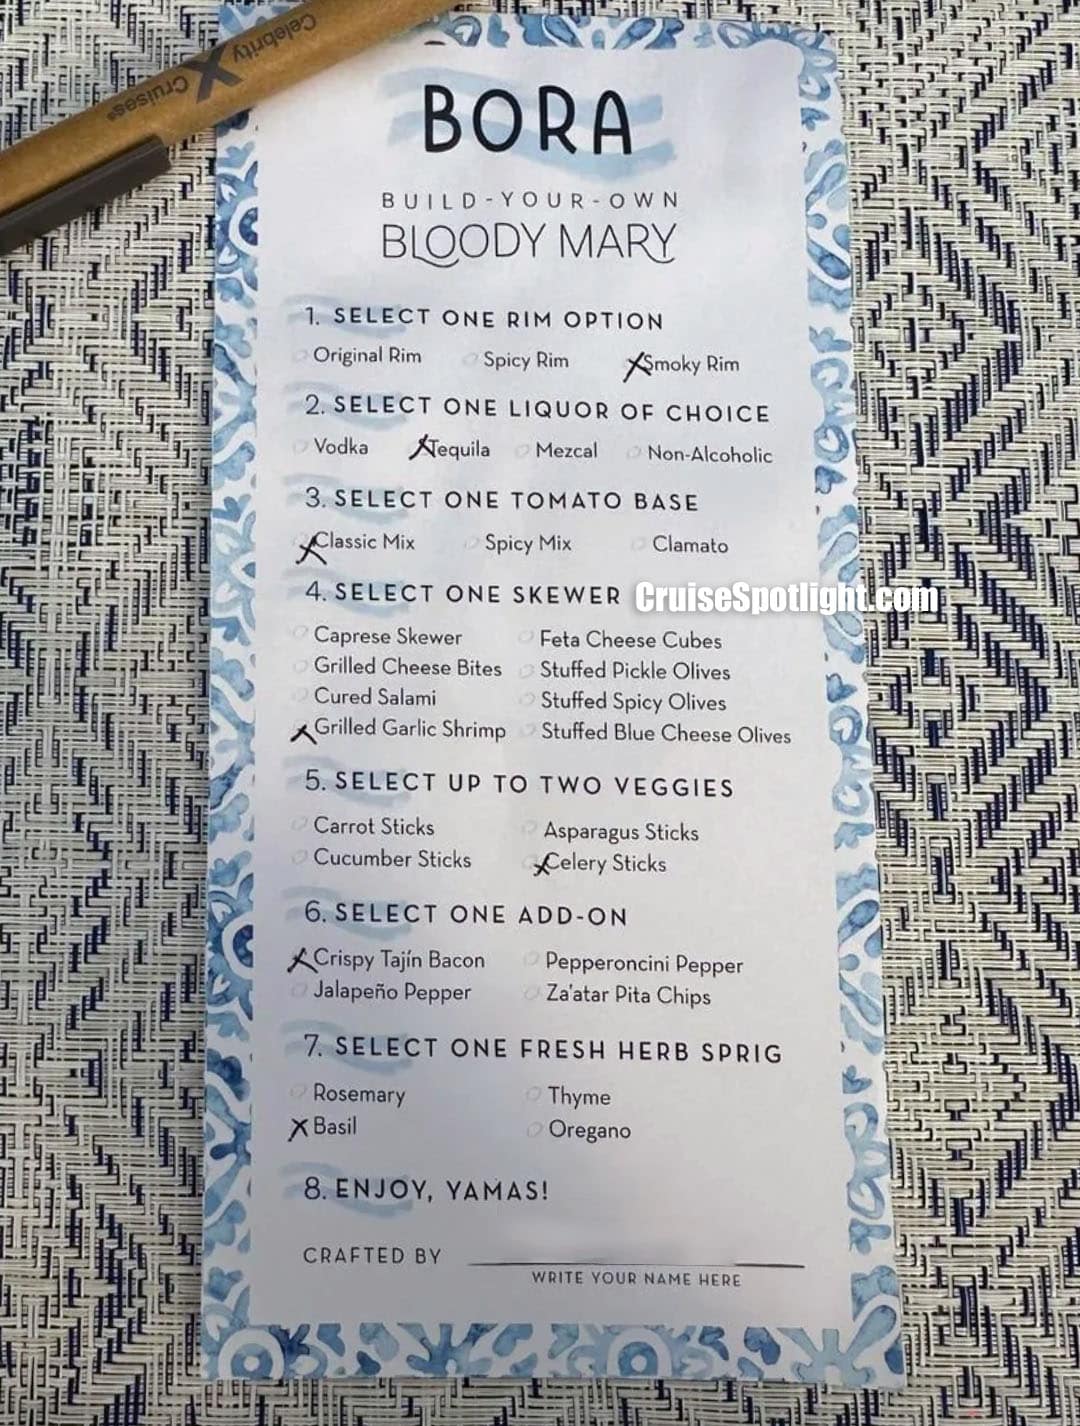 Celebrity X Cruises®
BORA
BUILD-YOUR-OWN
BLOODY MARY
1. SELECT ONE RIM OPTION
Original Rim Spicy Rim Smoky Rim
2. SELECT ONE LIQUOR OF CHOICE
Vodka Tequila Mezcal Non-Alcoholic
3. SELECT ONE TOMATO BASE
Classic Mix Spicy Mix Clamato
4. SELECT ONE SKEWER CruiseSpotlight.com
Caprese Skewer Feta Cheese Cubes
Grilled Cheese Bites Stuffed Pickle Olives
Cured Salami Stuffed Spicy Olives
Grilled Garlic Shrimp Stuffed Blue Cheese Olives
5. SELECT UP TO TWO VEGGIES
Carrot Sticks Asparagus Sticks
Cucumber Sticks Celery Sticks
6. SELECT ONE ADD-ON
Crispy Tajín Bacon Pepperoncini Pepper
Jalapeño Pepper Za'atar Pita Chips
7. SELECT ONE FRESH HERB SPRIG
Rosemary Thyme
Basil Oregano
8. ENJOY, YAMAS!
CRAFTED BY
WRITE YOUR NAME HERE